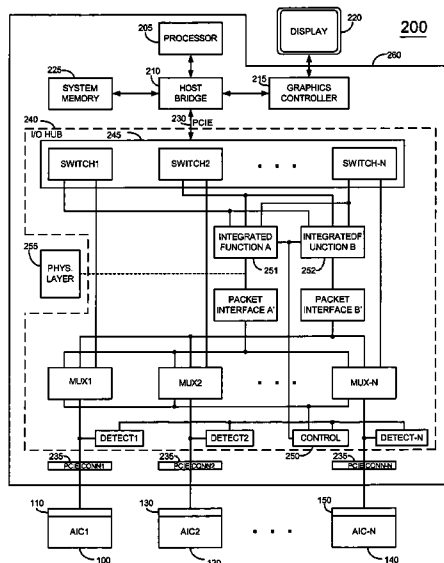 200
205
PROCESSOR
DISPLAY
220
260
225
SYSTEM
MEMORY
210
HOST
BRIDGE
215
GRAPHICS
CONTROLLER
230
PCIE
240
I/O HUB
245
SWITCH1
SWITCH2
. . .
SWITCH-N
255
PHYS.
LAYER
INTEGRATED
FUNCTION A
251
INTEGRATEDF
UNCTION B
252
PACKET
INTERFACE A'
PACKET
INTERFACE B'
MUX1
MUX2
. . .
MUX-N
DETECT1
DETECT2
CONTROL
250
DETECT-N
235
PCIE CONN1
235
PCIE CONN2
235
PCIE CONN-N
110
AIC1
100
130
AIC2
120
. . .
150
AIC-N
140